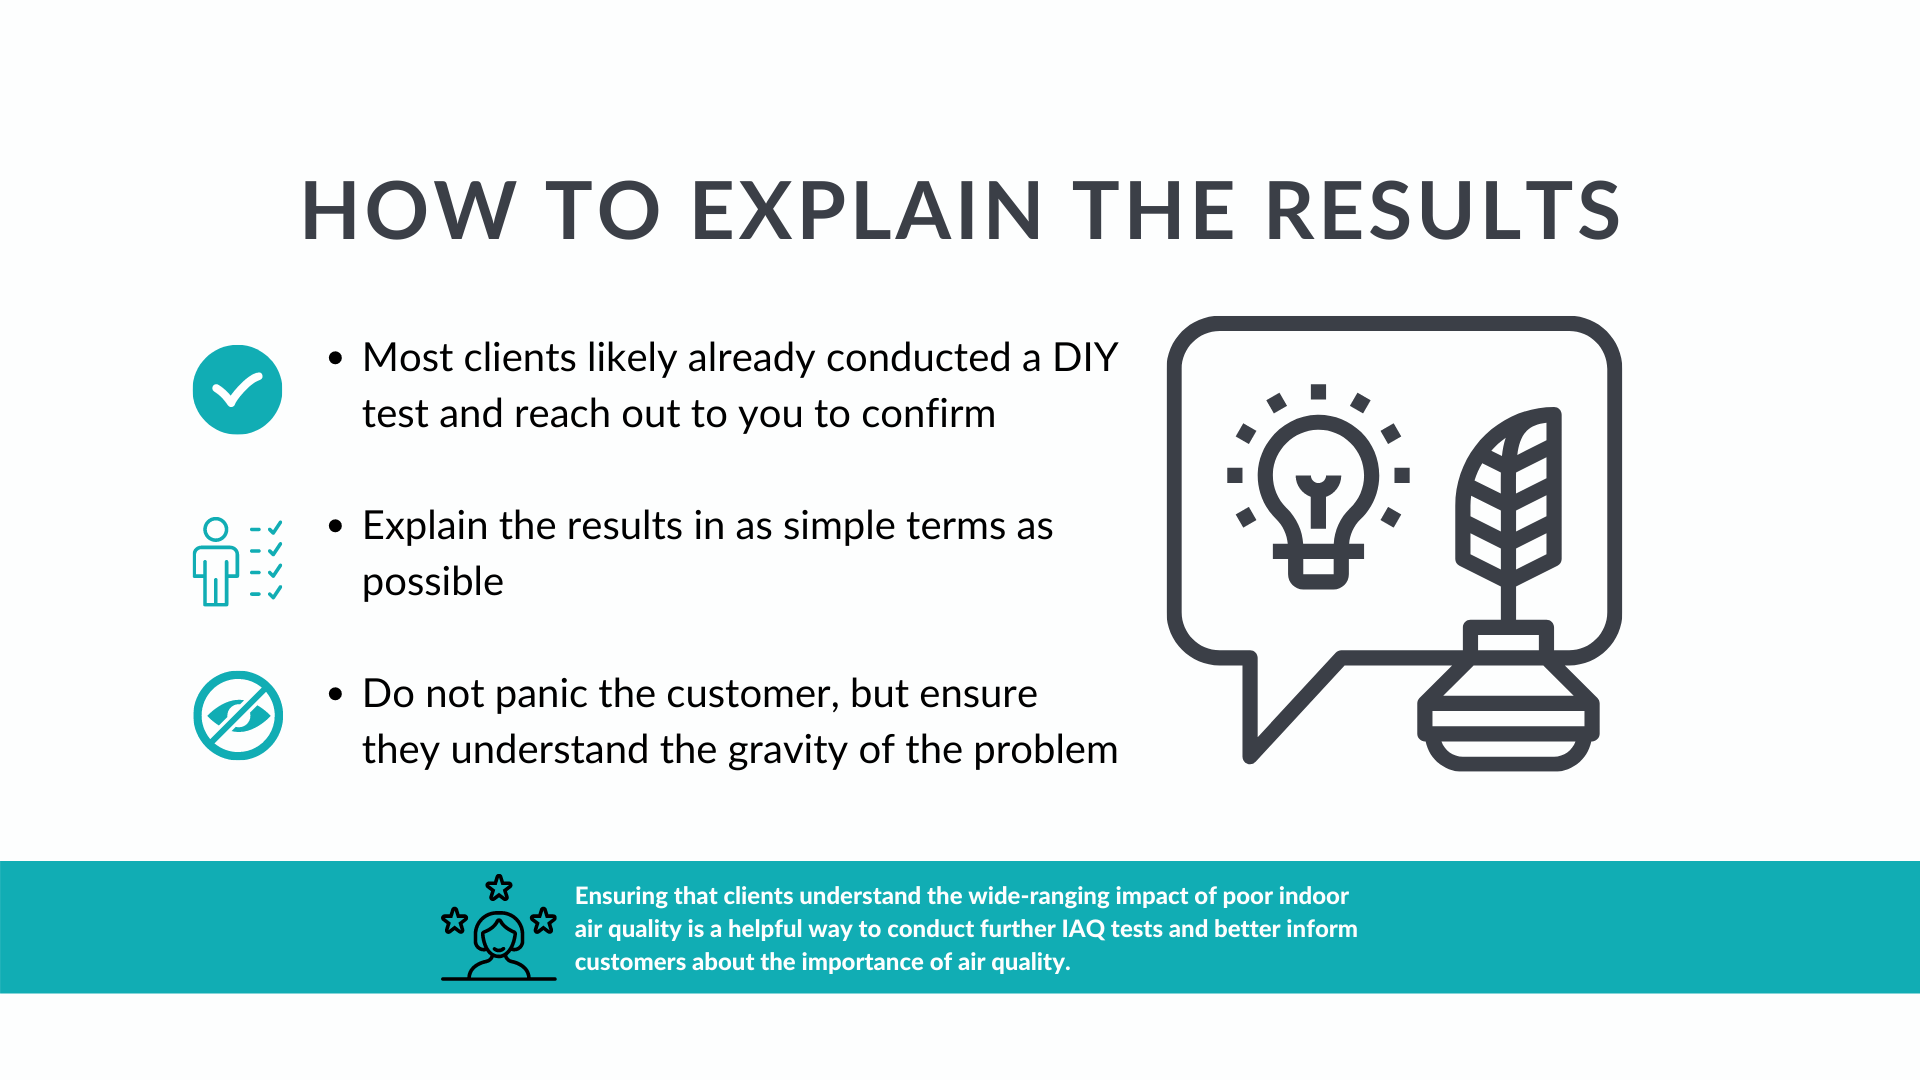 HOW TO EXPLAIN THE RESULTS
• Most clients likely already conducted a DIY
test and reach out to you to confirm
• Explain the results in as simple terms as
possible
• Do not panic the customer, but ensure
they understand the gravity of the problem
Ensuring that clients understand the wide-ranging impact of poor indoor
air quality is a helpful way to conduct further IAQ tests and better inform
customers about the importance of air quality.